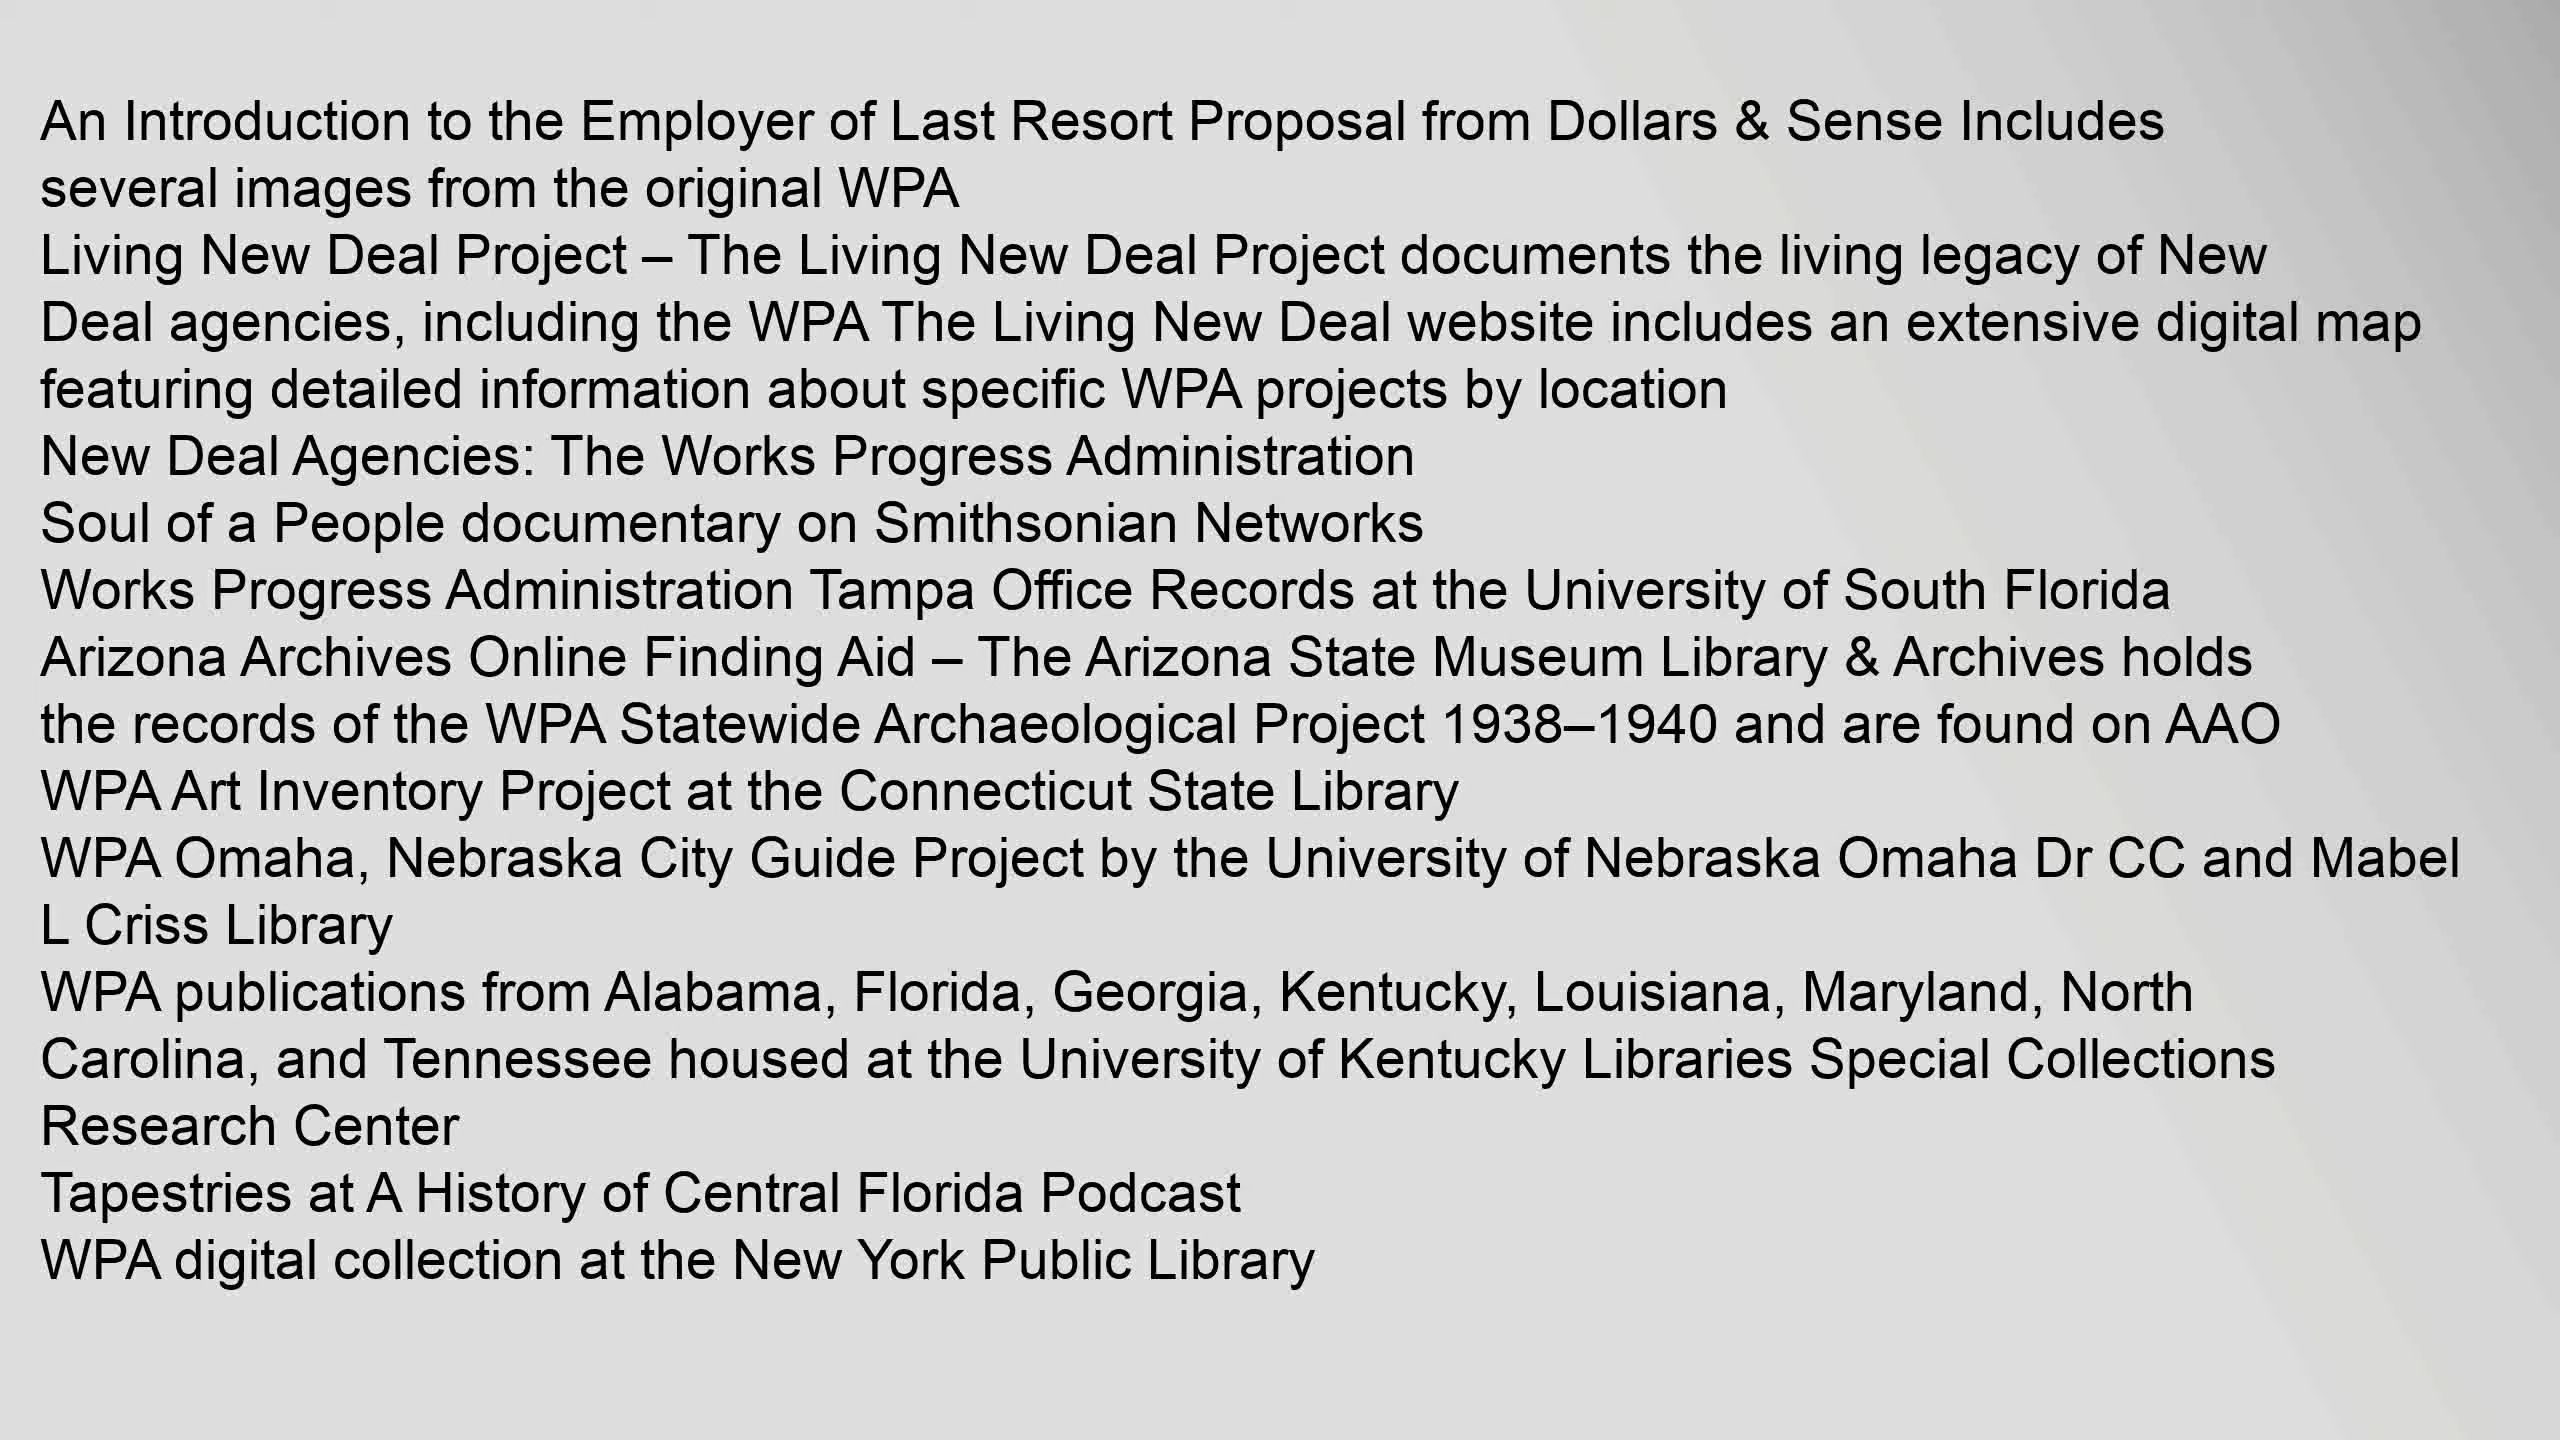 An Introduction to the Employer of Last Resort Proposal from Dollars & Sense Includes
several images from the original WPA
Living New Deal Project – The Living New Deal Project documents the living legacy of New
Deal agencies, including the WPA The Living New Deal website includes an extensive digital map
featuring detailed information about specific WPA projects by location
New Deal Agencies: The Works Progress Administration
Soul of a People documentary on Smithsonian Networks
Works Progress Administration Tampa Office Records at the University of South Florida
Arizona Archives Online Finding Aid – The Arizona State Museum Library & Archives holds
the records of the WPA Statewide Archaeological Project 1938–1940 and are found on AAO
WPA Art Inventory Project at the Connecticut State Library
WPA Omaha, Nebraska City Guide Project by the University of Nebraska Omaha Dr CC and Mabel
L Criss Library
WPA publications from Alabama, Florida, Georgia, Kentucky, Louisiana, Maryland, North
Carolina, and Tennessee housed at the University of Kentucky Libraries Special Collections
Research Center
Tapestries at A History of Central Florida Podcast
WPA digital collection at the New York Public Library